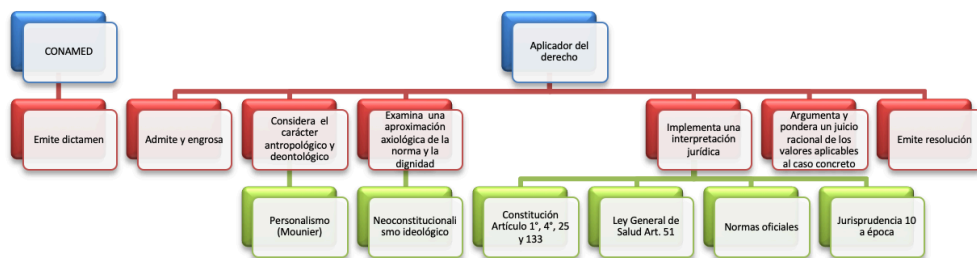 CONAMED
Aplicador del
derecho
Emite dictamen
Admite y engrosa
Considera el
carácter
antropológico y
deontológico
Examina una
aproximación
axiológica de la
norma y la
dignidad
Implementa una
interpretación
jurídica
Argumenta y
pondera un juicio
racional de los
valores aplicables
al caso concreto
Emite resolución
Personalismo
(Mounier)
Neoconstitucionali
smo ideológico
Constitución
Artículo 1°, 4°, 25
y 133
Ley General de
Salud Art. 51
Normas oficiales
Jurisprudencia 10
a época